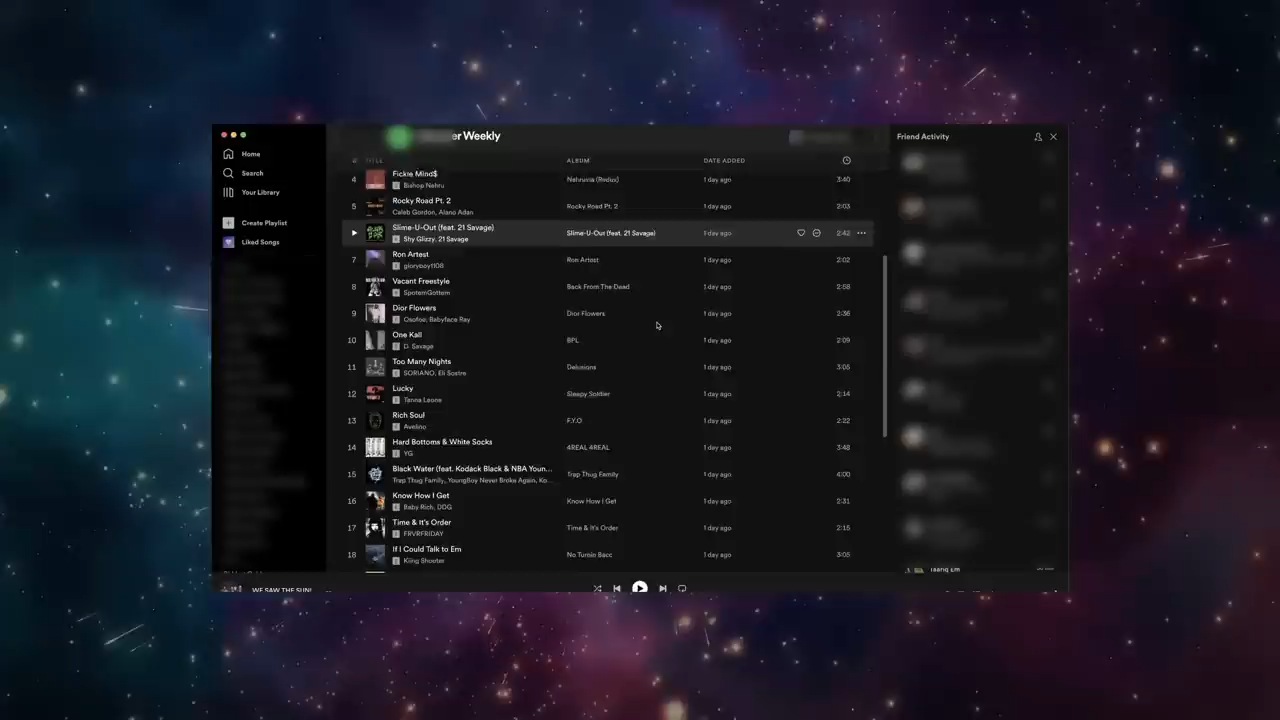 er Weekly
Friend Activity
Home
Search
Your Library
Create Playlist
Liked Songs
# TITLE ALBUM DATE ADDED
4 Fickle Mind$ Nehruvia (Redux) 1 day ago 3:40
E Bishop Nehru
5 Rocky Road Pt. 2 Rocky Road Pt. 2 1 day ago 2:03
Caleb Gordon, Alano Adan
Slime-U-Out (feat. 21 Savage) Slime-U-Out (feat. 21 Savage) 1 day ago 2:42
E Shy Glizzy, 21 Savage
7 Ron Artest Ron Artest 1 day ago 2:02
E gloryboy1108
8 Vacant Freestyle Back From The Dead 1 day ago 2:58
E SpotemGottem
9 Dior Flowers Dior Flowers 1 day ago 2:36
E Osofoe, Babyface Ray
10 One Kall BPL 1 day ago 2:09
E D. Savage
11 Too Many Nights Delusions 1 day ago 3:05
E SORIANO, Eli Sostre
12 Lucky Sleepy Soldier 1 day ago 2:14
E Tanna Leone
13 Rich Soul F.Y.O 1 day ago 2:22
E Avelino
14 Hard Bottoms & White Socks 4REAL 4REAL 1 day ago 3:48
E YG
15 Black Water (feat. Kodack Black & NBA Youn... Trap Thug Family 1 day ago 4:00
Trap Thug Family, YoungBoy Never Broke Again, Ko...
16 Know How I Get Know How I Get 1 day ago 2:31
E Baby Rich, DDG
17 Time & It's Order Time & It's Order 1 day ago 2:15
E FRVRFRIDAY
18 If I Could Talk to Em No Turnin Bacc 1 day ago 3:05
E Kiing Shooter
WE SAW THE SUN!